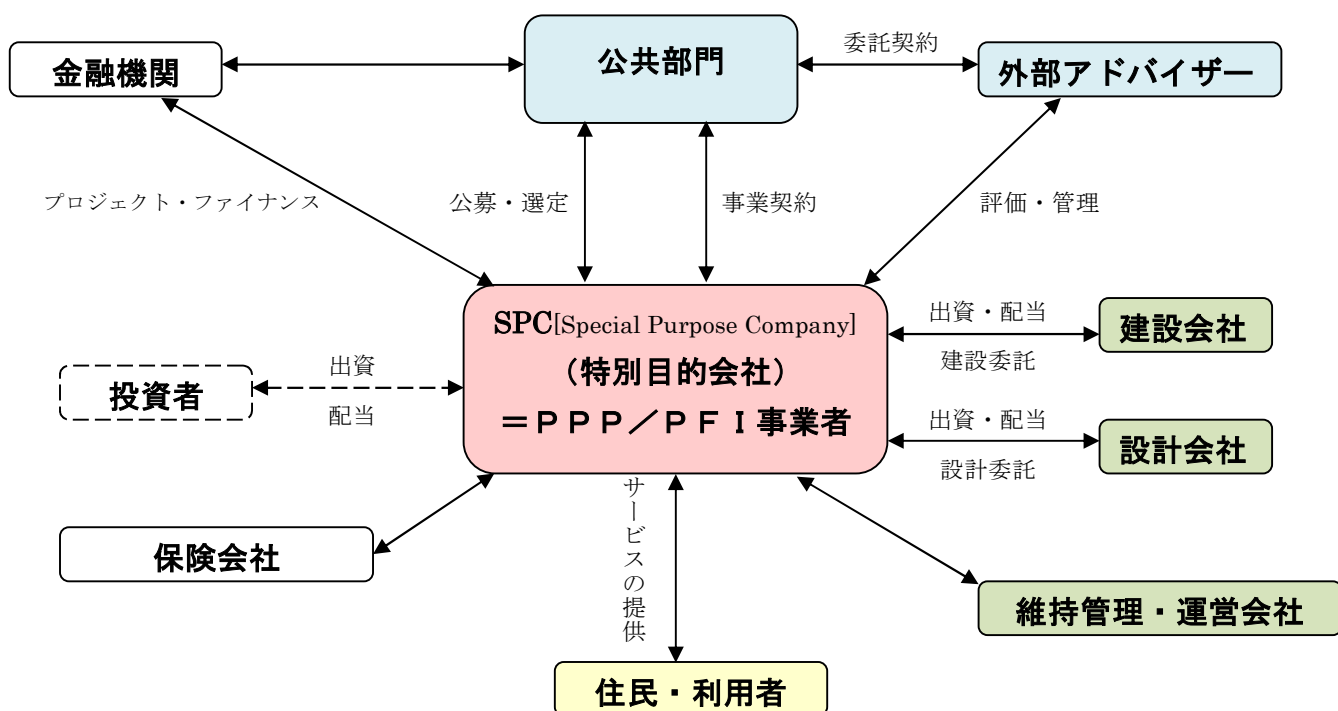 金融機関
公共部門
委託契約
外部アドバイザー
プロジェクト・ファイナンス
公募・選定
事業契約
評価・管理
SPC[Special Purpose Company]
(特別目的会社)
＝ＰＰＰ／ＰＦＩ事業者
出資・配当
建設委託
建設会社
投資者
出資
配当
出資・配当
設計委託
設計会社
保険会社
サービスの提供
維持管理・運営会社
住民・利用者